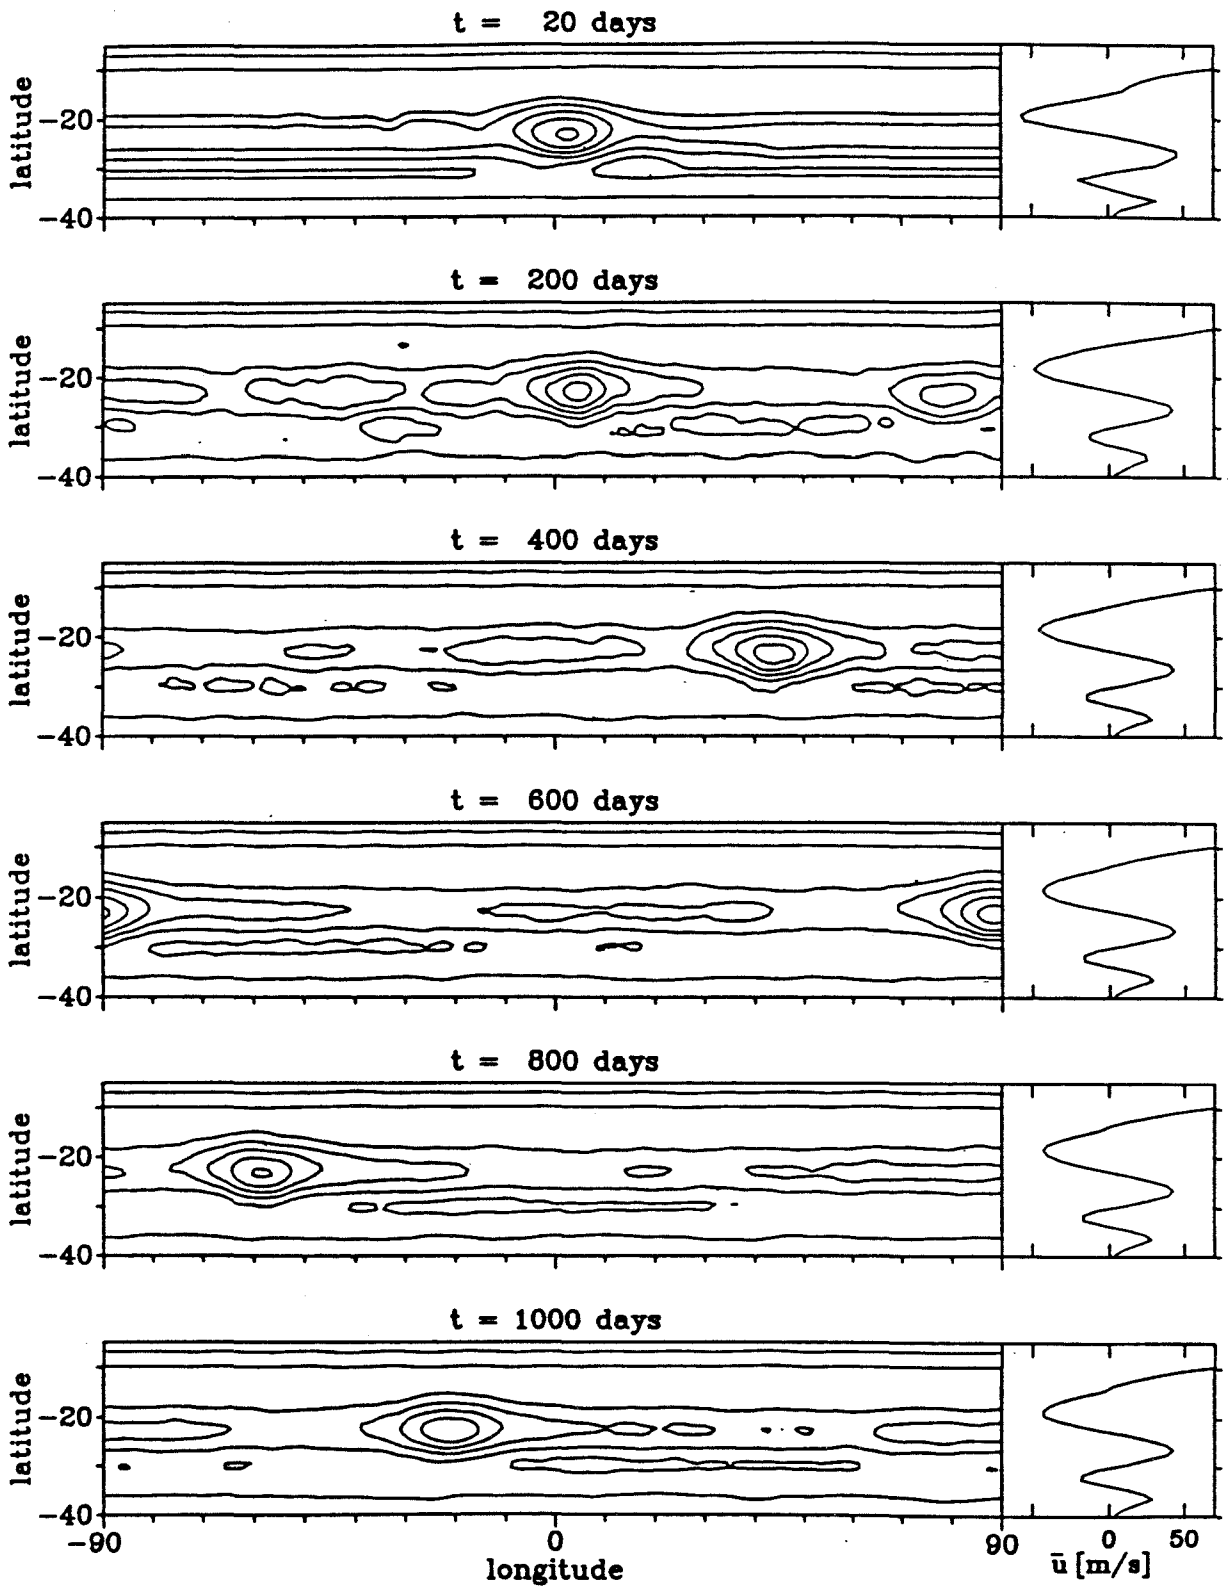 t = 20 days
latitude
-20
-40
t = 200 days
latitude
-20
-40
t = 400 days
latitude
-20
-40
t = 600 days
latitude
-20
-40
t = 800 days
latitude
-20
-40
t = 1000 days
latitude
-20
-40
-90 0 90 0 50
longitude ū [m/s]